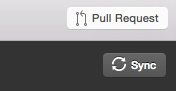 Pull Request
Sync